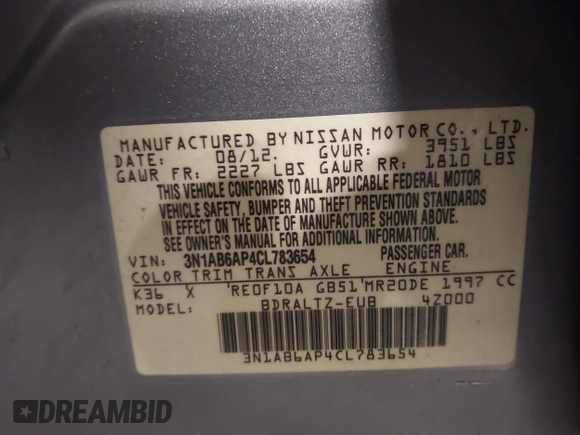 MANUFACTURED BY NISSAN MOTOR CO., LTD.
DATE: 08/12. GVWR: 3951 LBS
GAWR FR: 2227 LBS GAWR RR: 1810 LBS
THIS VEHICLE CONFORMS TO ALL APPLICABLE FEDERAL MOTOR
VEHICLE SAFETY, BUMPER AND THEFT PREVENTION STANDARDS
IN EFFECT ON THE DATE OF MANUFACTURE SHOWN ABOVE.
SEE OWNER'S MANUAL FOR ADDITIONAL INFORMATION.
VIN: 3N1AB6AP4CL783654 PASSENGER CAR.
COLOR TRIM TRANS AXLE ENGINE
K36 X 'RE0F10A GB51'MR20DE 1997 CC
MODEL: BDRALTZ-EUB 4Z000
3N1AB6AP4CL783654
DREAMBID